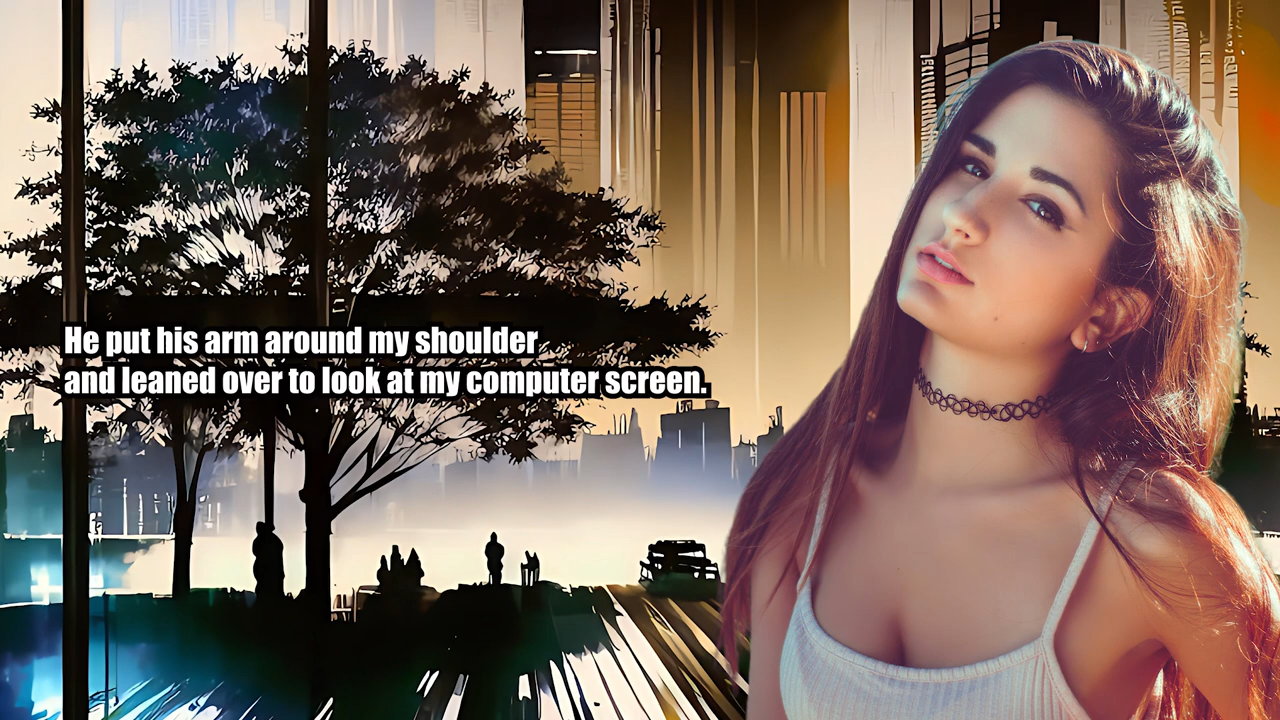 He put his arm around my shoulder
and leaned over to look at my computer screen.